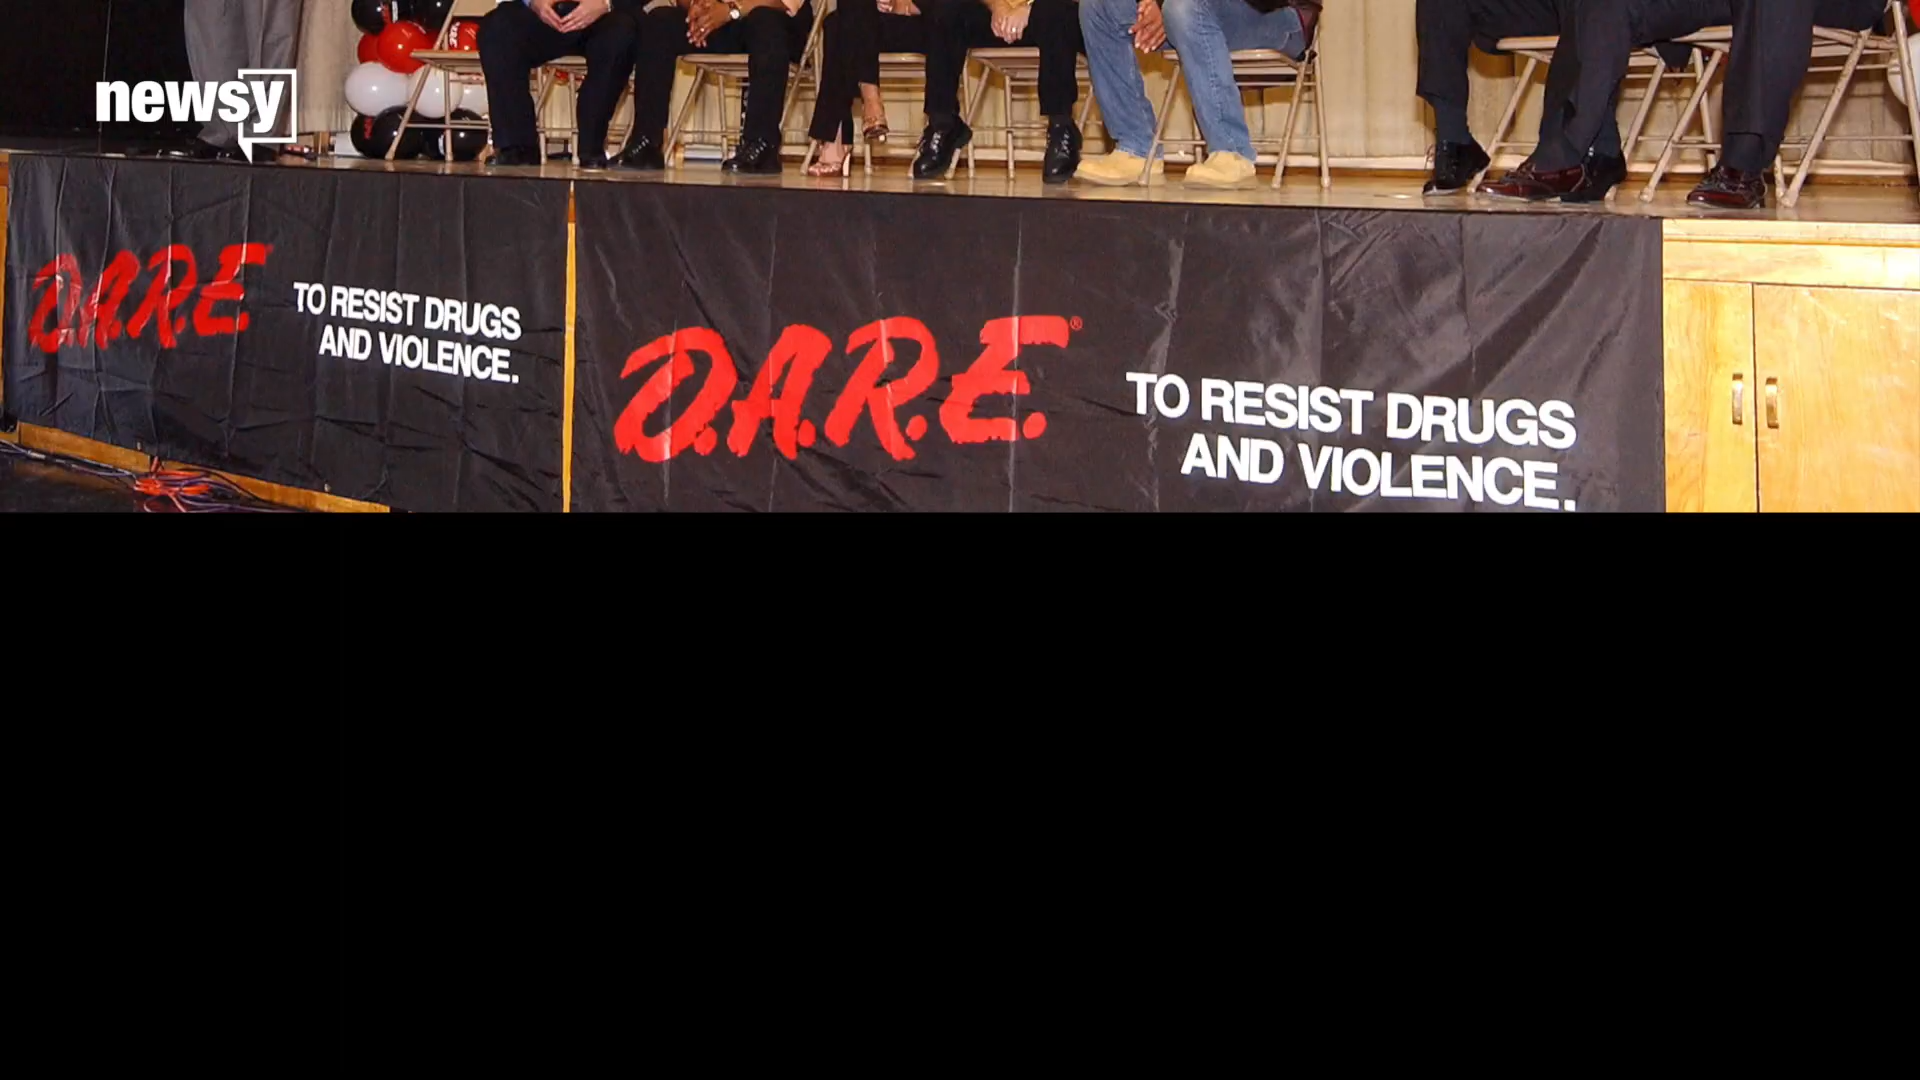 newsy
D.A.R.E.
TO RESIST DRUGS
AND VIOLENCE.
D.A.R.E.®
TO RESIST DRUGS
AND VIOLENCE.